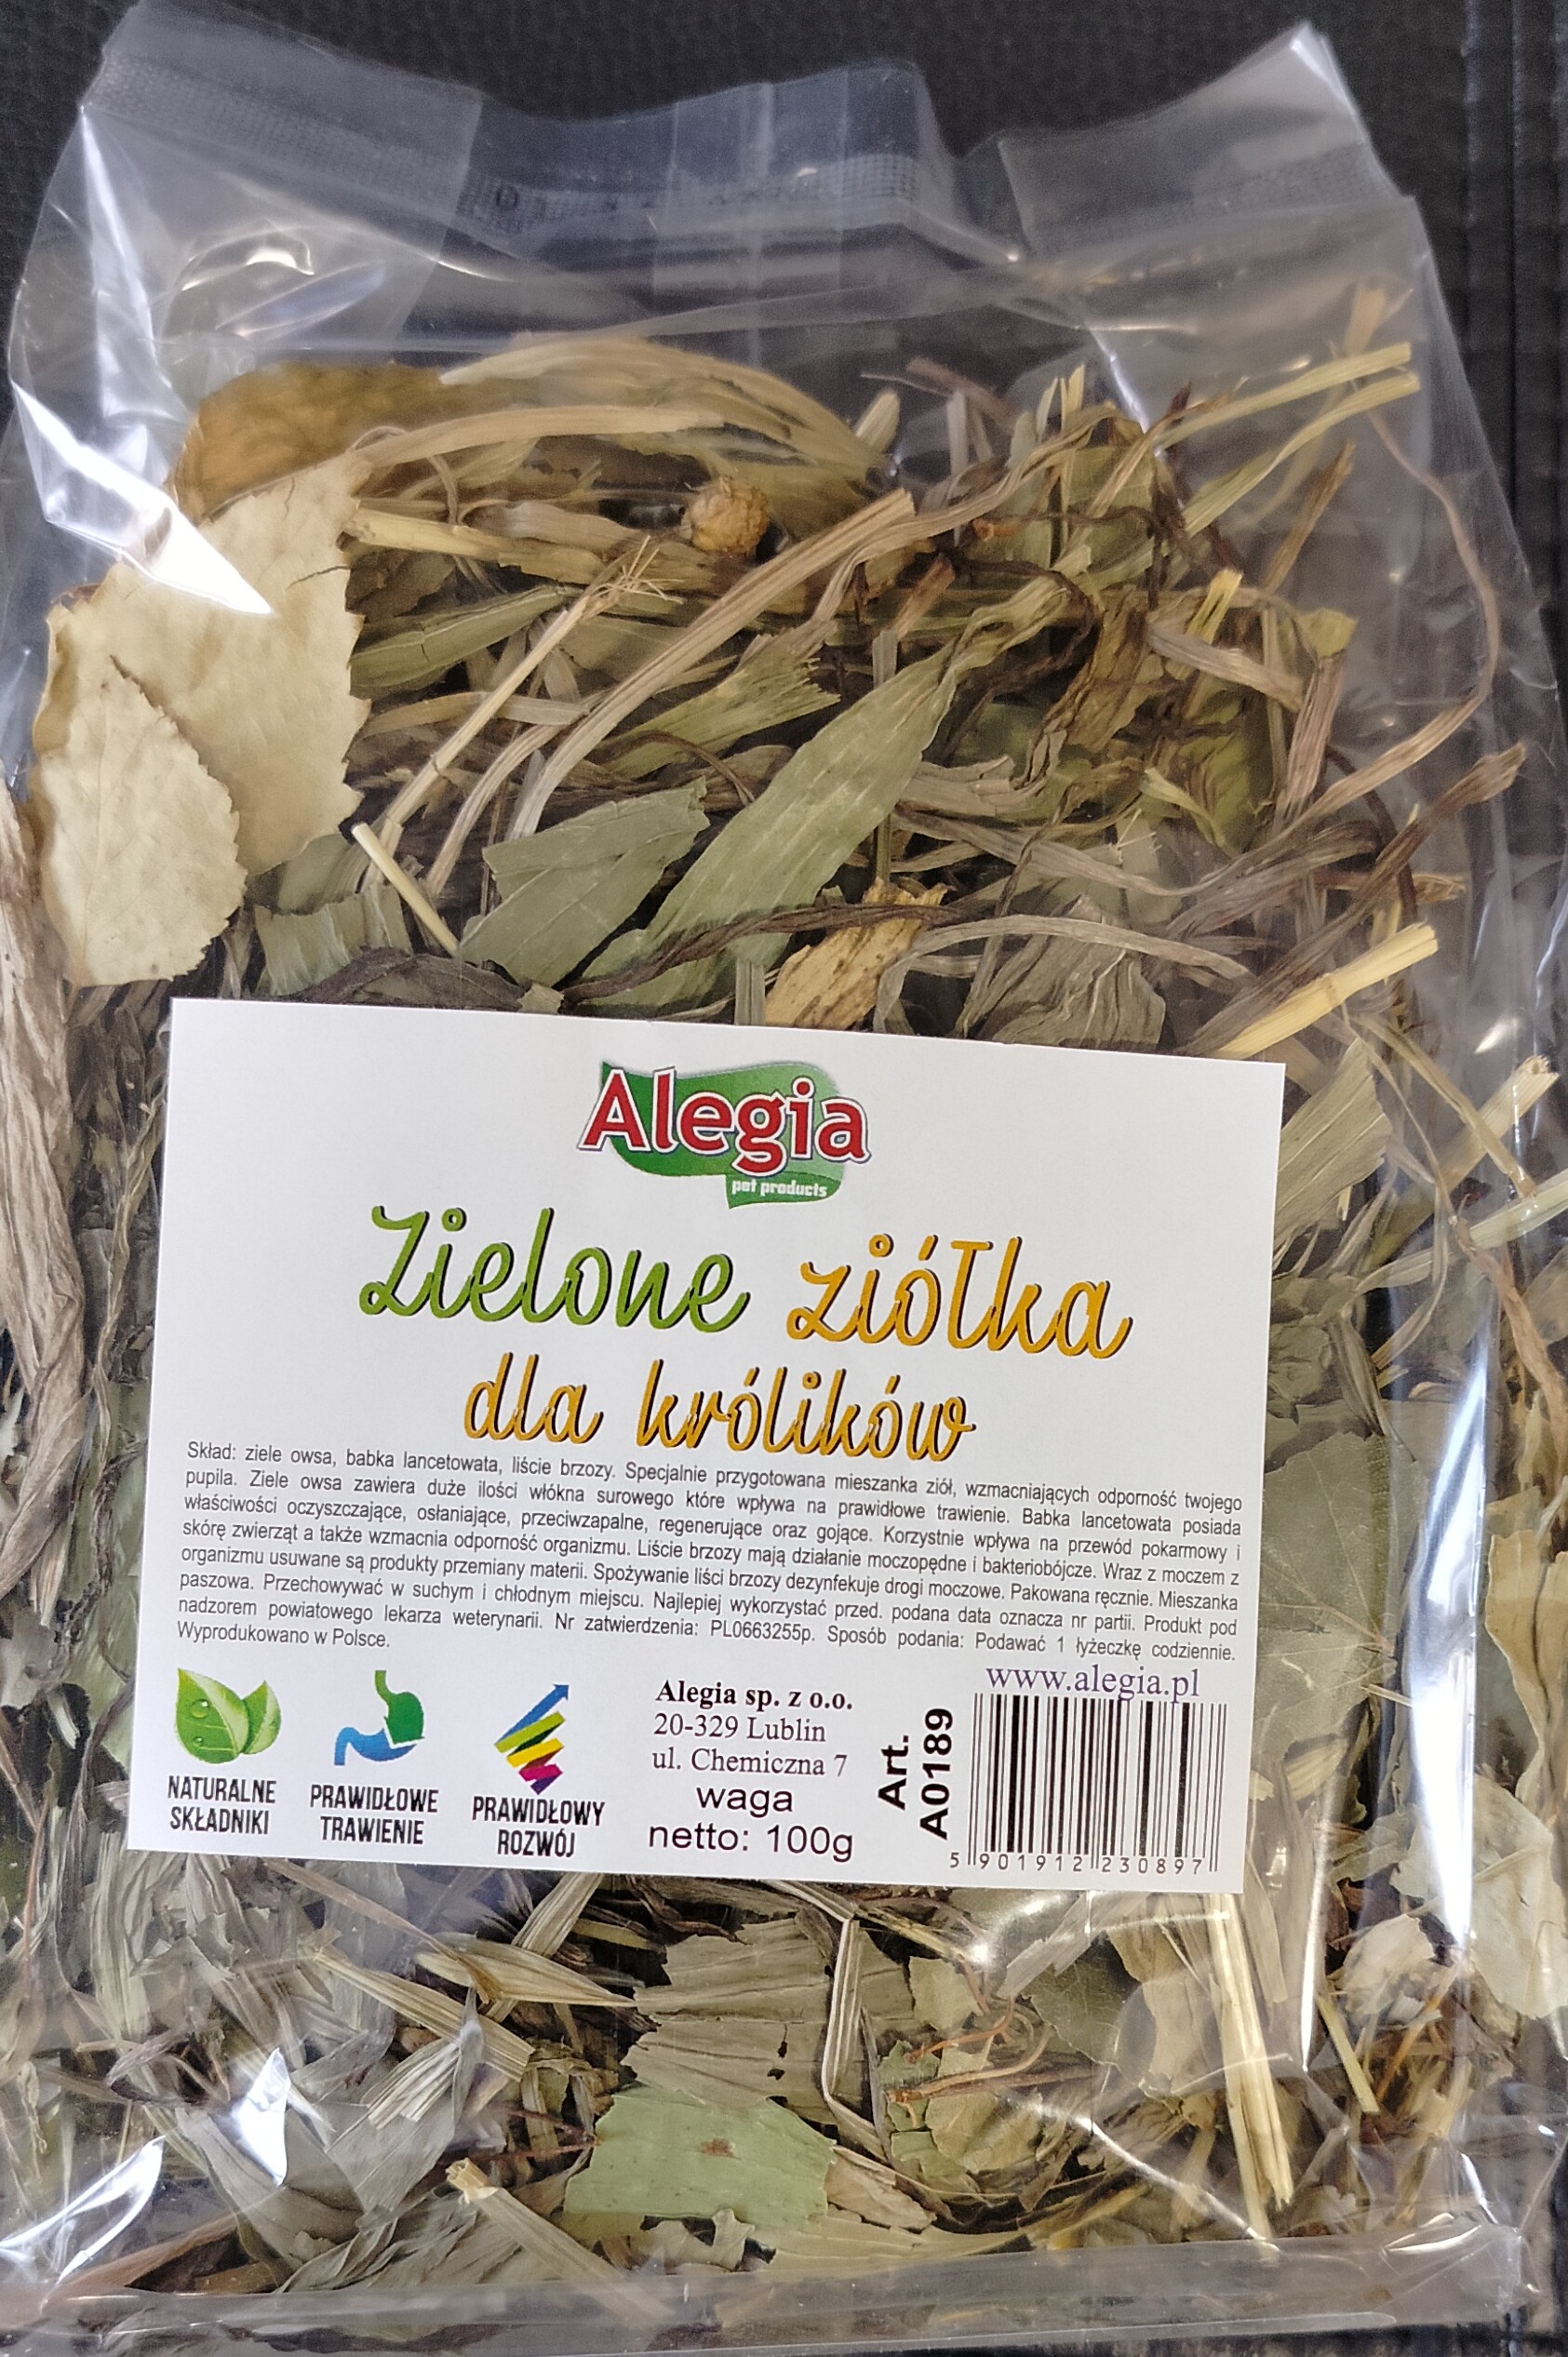 Alegia
pet products
Zielone ziółka
dla królików
Skład: ziele owsa, babka lancetowata, liście brzozy. Specjalnie przygotowana mieszanka ziół, wzmacniających odporność twojego
pupila. Ziele owsa zawiera duże ilości włókna surowego które wpływa na prawidłowe trawienie. Babka lancetowata posiada
właściwości oczyszczające, osłaniające, przeciwzapalne, regenerujące oraz gojące. Korzystnie wpływa na przewód pokarmowy i
skórę zwierząt a także wzmacnia odporność organizmu. Liście brzozy mają działanie moczopędne i bakteriobójcze. Wraz z moczem z
organizmu usuwane są produkty przemiany materii. Spożywanie liści brzozy dezynfekuje drogi moczowe. Pakowana ręcznie. Mieszanka
paszowa. Przechowywać w suchym i chłodnym miejscu. Najlepiej wykorzystać przed. podana data oznacza nr partii. Produkt pod
nadzorem powiatowego lekarza weterynarii. Nr zatwierdzenia: PL0663255p. Sposób podania: Podawać 1 łyżeczkę codziennie.
Wyprodukowano w Polsce.
NATURALNE
SKŁADNIKI
PRAWIDŁOWE
TRAWIENIE
PRAWIDŁOWY
ROZWÓJ
Alegia sp. z o.o.
20-329 Lublin
ul. Chemiczna 7
waga
netto: 100g
Art.
A0189
www.alegia.pl
5 901912 230897